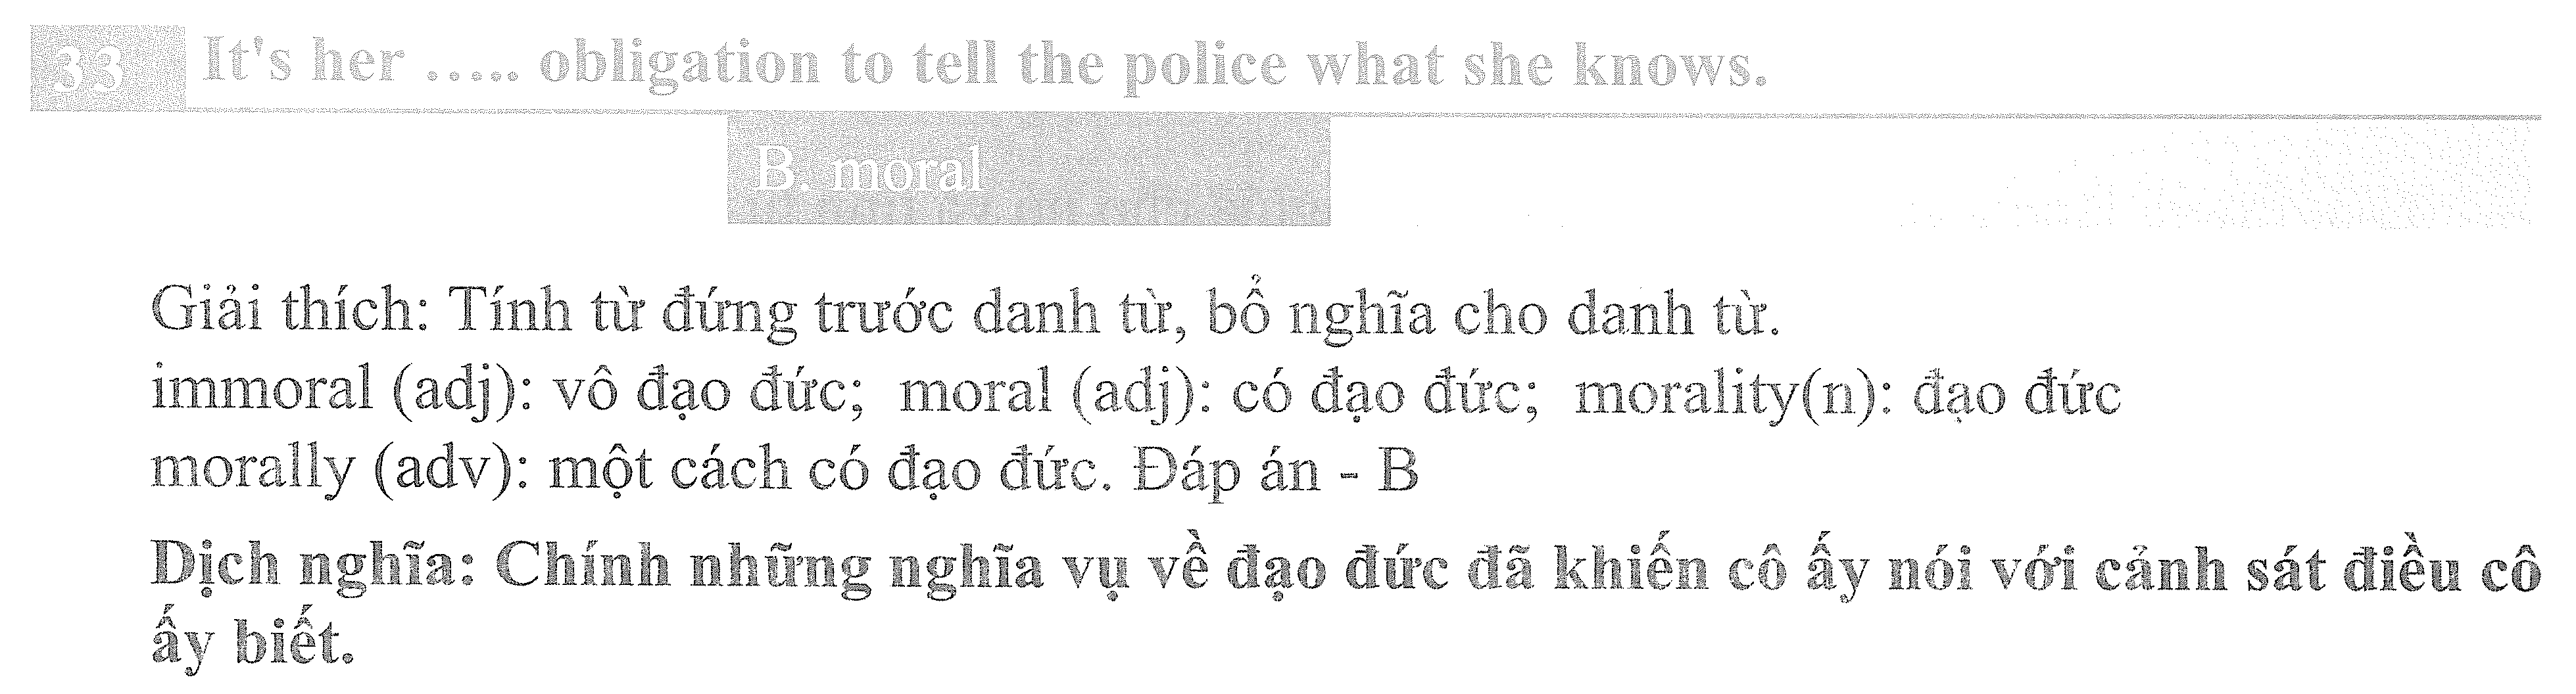 33 It's her ..... obligation to tell the police what she knows.
B. moral
Giải thích: Tính từ đứng trước danh từ, bổ nghĩa cho danh từ.
immoral (adj): vô đạo đức; moral (adj): có đạo đức; morality(n): đạo đức
morally (adv): một cách có đạo đức. Đáp án - B
Dịch nghĩa: Chính những nghĩa vụ về đạo đức đã khiến cô ấy nói với cảnh sát điều cô
ấy biết.